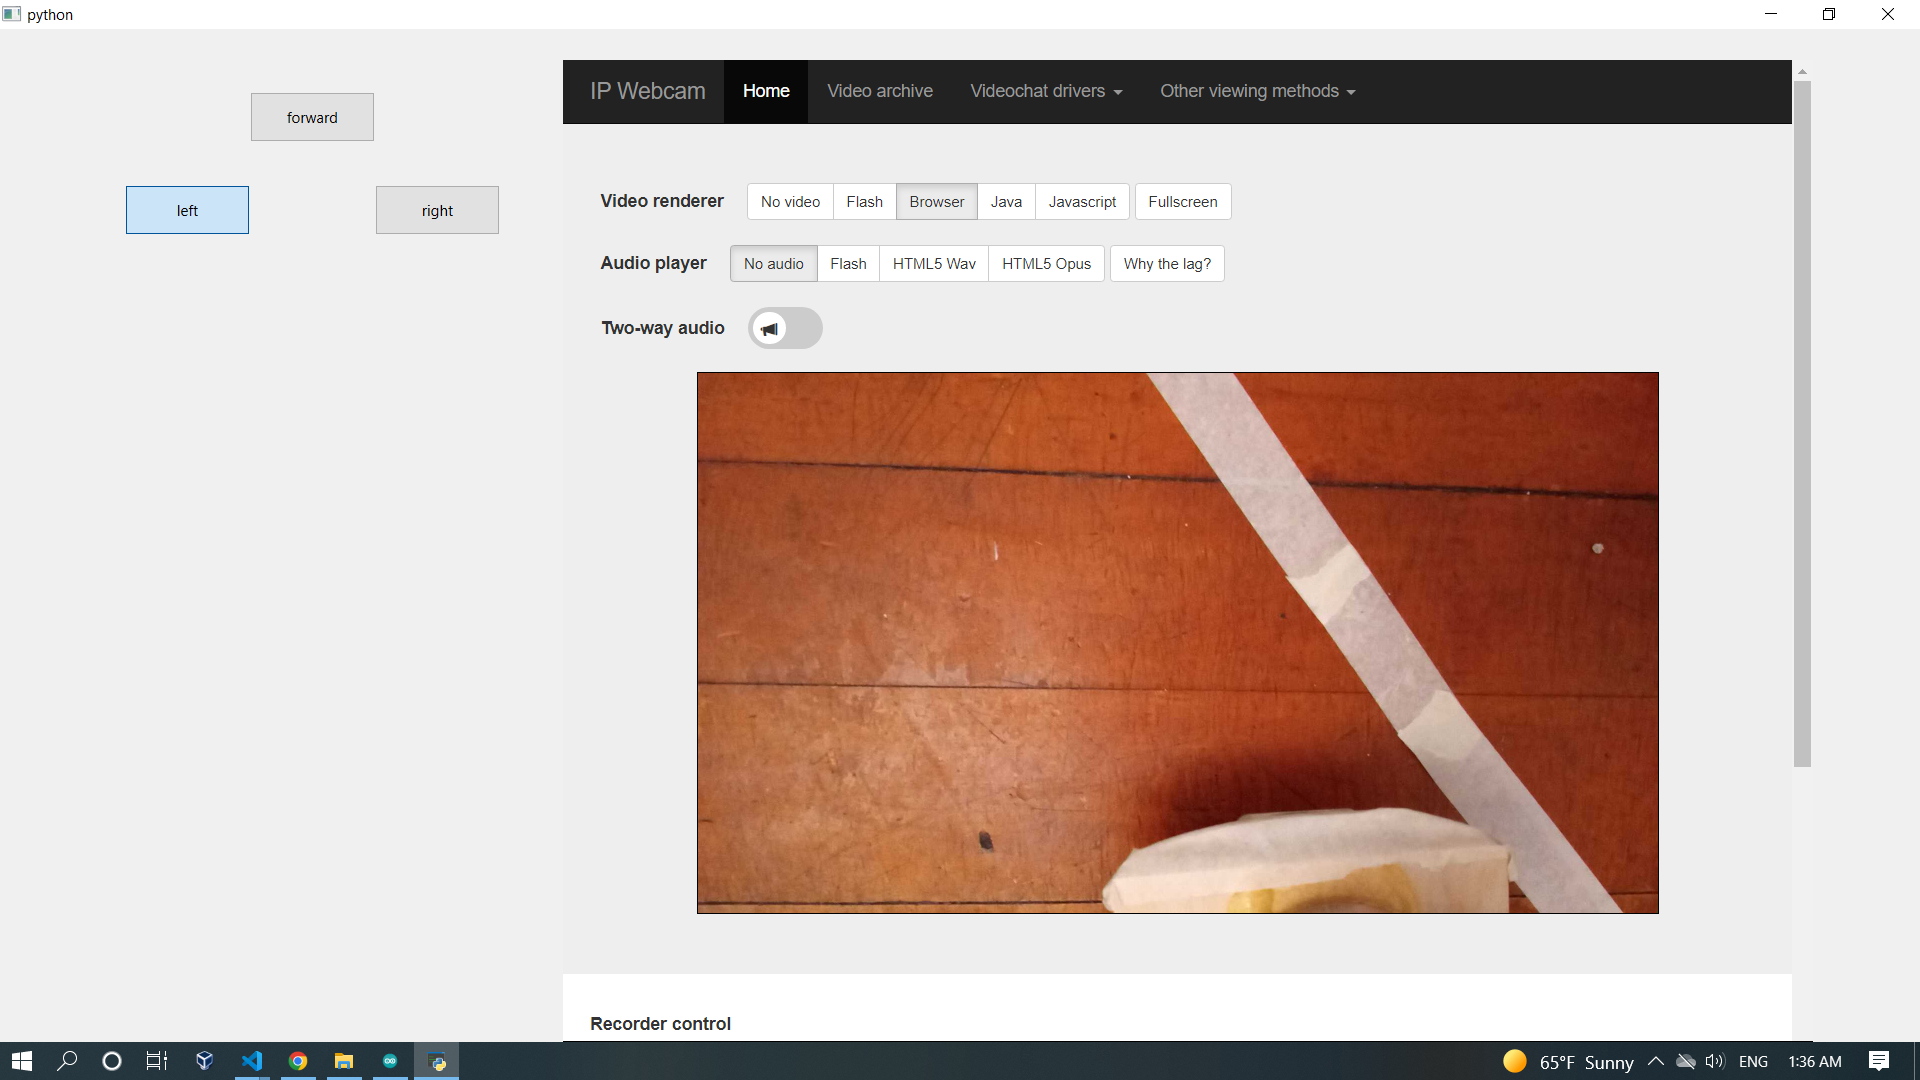 python
forward
left
right
IP Webcam Home Video archive Videochat drivers Other viewing methods
Video renderer No video Flash Browser Java Javascript Fullscreen
Audio player No audio Flash HTML5 Wav HTML5 Opus Why the lag?
Two-way audio
Recorder control
65°F Sunny ENG 1:36 AM